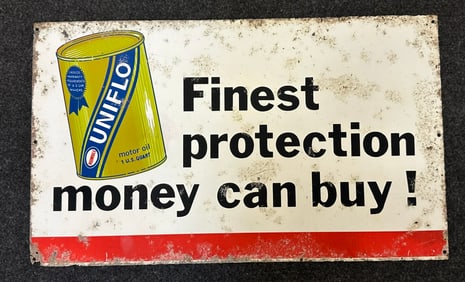 UNIFLO
motor oil
1 U.S. QUART
Finest
protection
money can buy !